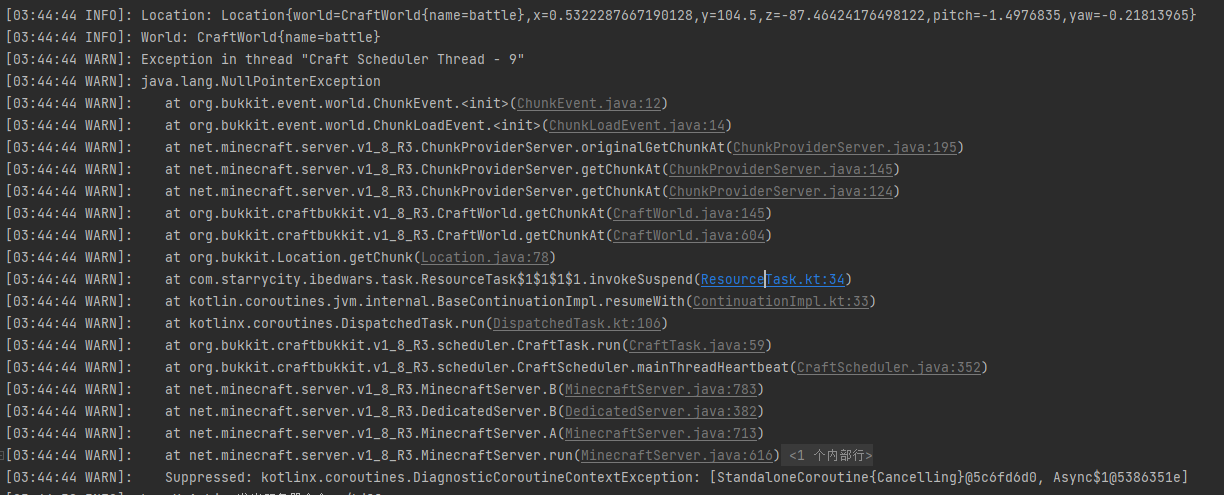 [03:44:44 INFO]: Location: Location{world=CraftWorld{name=battle},x=0.5322287667190128,y=104.5,z=-87.46424176498122,pitch=-1.4976835,yaw=-0.21813965}
[03:44:44 INFO]: World: CraftWorld{name=battle}
[03:44:44 WARN]: Exception in thread "Craft Scheduler Thread - 9"
[03:44:44 WARN]: java.lang.NullPointerException
[03:44:44 WARN]:    at org.bukkit.event.world.ChunkEvent.<init>(ChunkEvent.java:12)
[03:44:44 WARN]:    at org.bukkit.event.world.ChunkLoadEvent.<init>(ChunkLoadEvent.java:14)
[03:44:44 WARN]:    at net.minecraft.server.v1_8_R3.ChunkProviderServer.originalGetChunkAt(ChunkProviderServer.java:195)
[03:44:44 WARN]:    at net.minecraft.server.v1_8_R3.ChunkProviderServer.getChunkAt(ChunkProviderServer.java:145)
[03:44:44 WARN]:    at net.minecraft.server.v1_8_R3.ChunkProviderServer.getChunkAt(ChunkProviderServer.java:124)
[03:44:44 WARN]:    at org.bukkit.craftbukkit.v1_8_R3.CraftWorld.getChunkAt(CraftWorld.java:145)
[03:44:44 WARN]:    at org.bukkit.craftbukkit.v1_8_R3.CraftWorld.getChunkAt(CraftWorld.java:604)
[03:44:44 WARN]:    at org.bukkit.Location.getChunk(Location.java:78)
[03:44:44 WARN]:    at com.starrycity.ibedwars.task.ResourceTask$1$1$1$1.invokeSuspend(ResourceTask.kt:34)
[03:44:44 WARN]:    at kotlin.coroutines.jvm.internal.BaseContinuationImpl.resumeWith(ContinuationImpl.kt:33)
[03:44:44 WARN]:    at kotlinx.coroutines.DispatchedTask.run(DispatchedTask.kt:106)
[03:44:44 WARN]:    at org.bukkit.craftbukkit.v1_8_R3.scheduler.CraftTask.run(CraftTask.java:59)
[03:44:44 WARN]:    at org.bukkit.craftbukkit.v1_8_R3.scheduler.CraftScheduler.mainThreadHeartbeat(CraftScheduler.java:352)
[03:44:44 WARN]:    at net.minecraft.server.v1_8_R3.MinecraftServer.B(MinecraftServer.java:783)
[03:44:44 WARN]:    at net.minecraft.server.v1_8_R3.DedicatedServer.B(DedicatedServer.java:382)
[03:44:44 WARN]:    at net.minecraft.server.v1_8_R3.MinecraftServer.A(MinecraftServer.java:713)
[03:44:44 WARN]:    at net.minecraft.server.v1_8_R3.MinecraftServer.run(MinecraftServer.java:616) <1 个内部行>
[03:44:44 WARN]:    Suppressed: kotlinx.coroutines.DiagnosticCoroutineContextException: [StandaloneCoroutine{Cancelling}@5c6fd6d0, Async$1@5386351e]